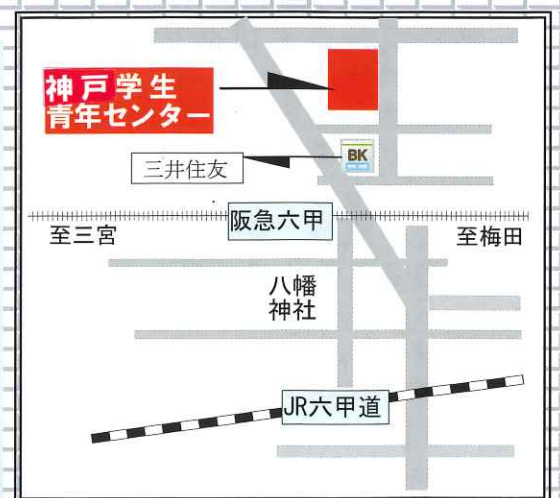 神戸学生
青年センター
BK
三井住友
阪急六甲
至三宮
至梅田
八幡
神社
JR六甲道